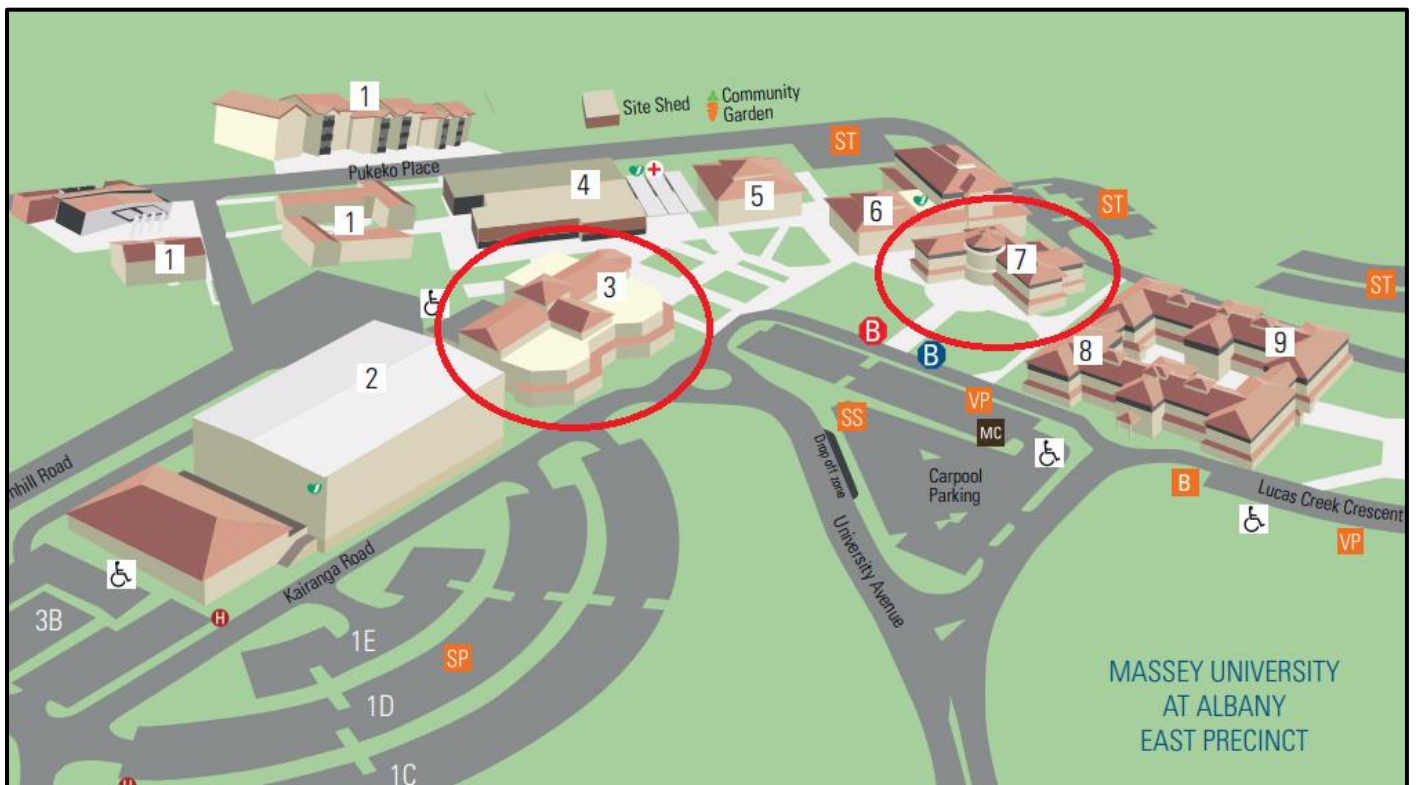 1
Site Shed
Community
Garden
ST
Pukeko Place
4
5
6
ST
1
1
7
ST
3
B
B
8
9
2
VP
SS
MC
Drop off zone
Carpool
Parking
nhill Road
B
Lucas Creek Crescent
VP
University Avenue
Kairanga Road
3B
H
1E
SP
1D
1C
H
MASSEY UNIVERSITY
AT ALBANY
EAST PRECINCT